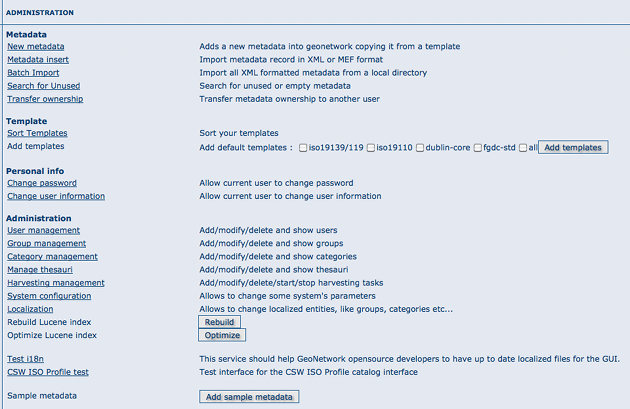 ADMINISTRATION
Metadata
New metadata Adds a new metadata into geonetwork copying it from a template
Metadata insert Import metadata record in XML or MEF format
Batch Import Import all XML formatted metadata from a local directory
Search for Unused Search for unused or empty metadata
Transfer ownership Transfer metadata ownership to another user
Template
Sort Templates Sort your templates
Add templates Add default templates : iso19139/119 iso19110 dublin-core fgdc-std all Add templates
Personal info
Change password Allow current user to change password
Change user information Allow current user to change user information
Administration
User management Add/modify/delete and show users
Group management Add/modify/delete and show groups
Category management Add/modify/delete and show categories
Manage thesauri Add/modify/delete and show thesauri
Harvesting management Add/modify/delete/start/stop harvesting tasks
System configuration Allows to change some system's parameters
Localization Allows to change localized entities, like groups, categories etc...
Rebuild Lucene index Rebuild
Optimize Lucene index Optimize
Test i18n This service should help GeoNetwork opensource developers to have up to date localized files for the GUI.
CSW ISO Profile test Test interface for the CSW ISO Profile catalog interface
Sample metadata Add sample metadata